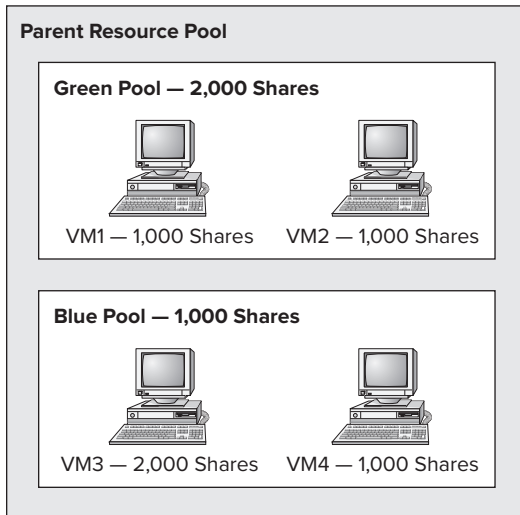 Parent Resource Pool
Green Pool — 2,000 Shares
VM1 — 1,000 Shares
VM2 — 1,000 Shares
Blue Pool — 1,000 Shares
VM3 — 2,000 Shares
VM4 — 1,000 Shares